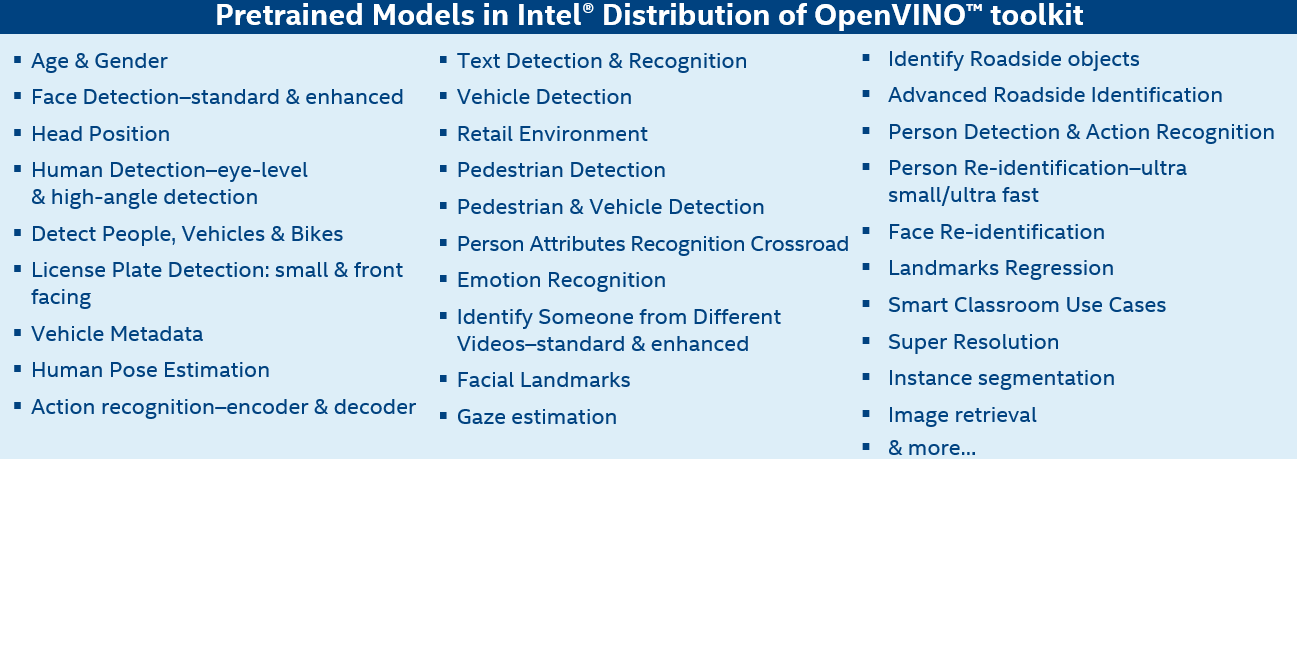 Pretrained Models in Intel® Distribution of OpenVINO™ toolkit
▪ Age & Gender
▪ Face Detection–standard & enhanced
▪ Head Position
▪ Human Detection–eye-level
& high-angle detection
▪ Detect People, Vehicles & Bikes
▪ License Plate Detection: small & front
facing
▪ Vehicle Metadata
▪ Human Pose Estimation
▪ Action recognition–encoder & decoder
▪ Text Detection & Recognition
▪ Vehicle Detection
▪ Retail Environment
▪ Pedestrian Detection
▪ Pedestrian & Vehicle Detection
▪ Person Attributes Recognition Crossroad
▪ Emotion Recognition
▪ Identify Someone from Different
Videos–standard & enhanced
▪ Facial Landmarks
▪ Gaze estimation
▪ Identify Roadside objects
▪ Advanced Roadside Identification
▪ Person Detection & Action Recognition
▪ Person Re-identification–ultra
small/ultra fast
▪ Face Re-identification
▪ Landmarks Regression
▪ Smart Classroom Use Cases
▪ Super Resolution
▪ Instance segmentation
▪ Image retrieval
▪ & more...